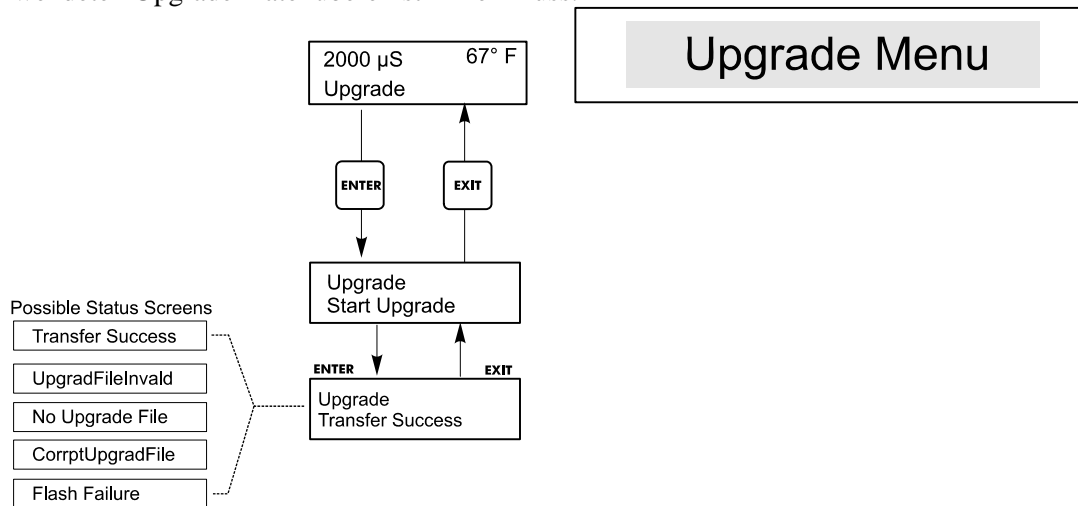 Upgrade Menu
2000 µS 67° F
Upgrade
ENTER EXIT
Upgrade
Start Upgrade
Possible Status Screens
Transfer Success
UpgradFileInvald
No Upgrade File
CorrptUpgradFile
Flash Failure
ENTER EXIT
Upgrade
Transfer Success